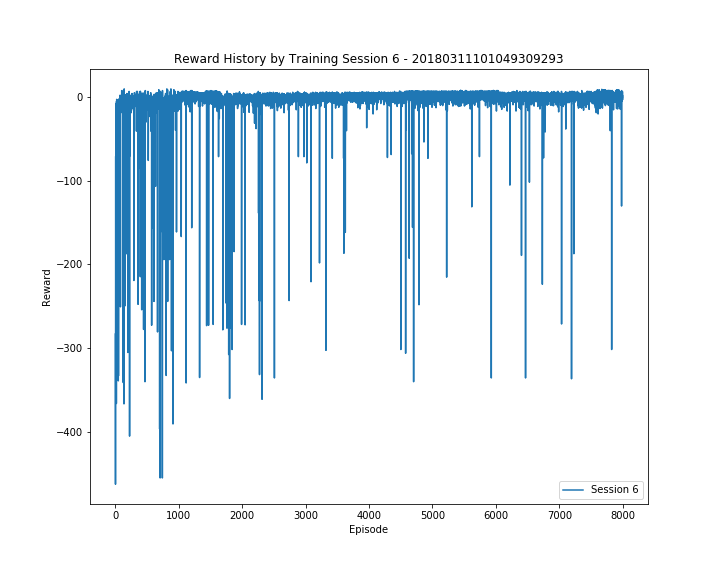 Reward History by Training Session 6 - 20180311101049309293
Reward
0
−100
−200
−300
−400
0 1000 2000 3000 4000 5000 6000 7000 8000
Episode
Session 6